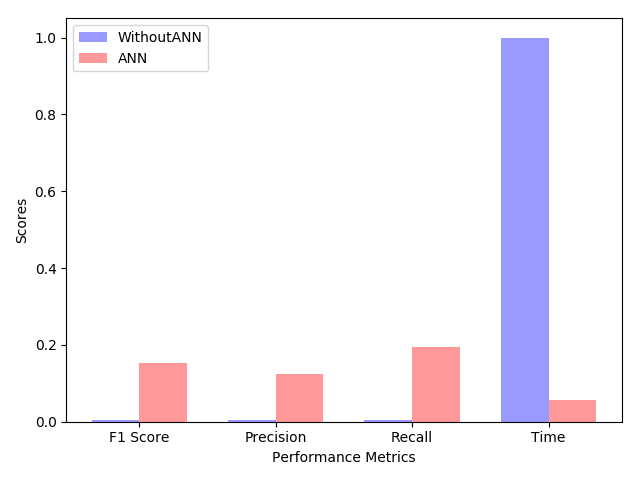 WithoutANN
ANN
1.0
0.8
0.6
0.4
0.2
0.0
Scores
F1 Score
Precision
Recall
Time
Performance Metrics